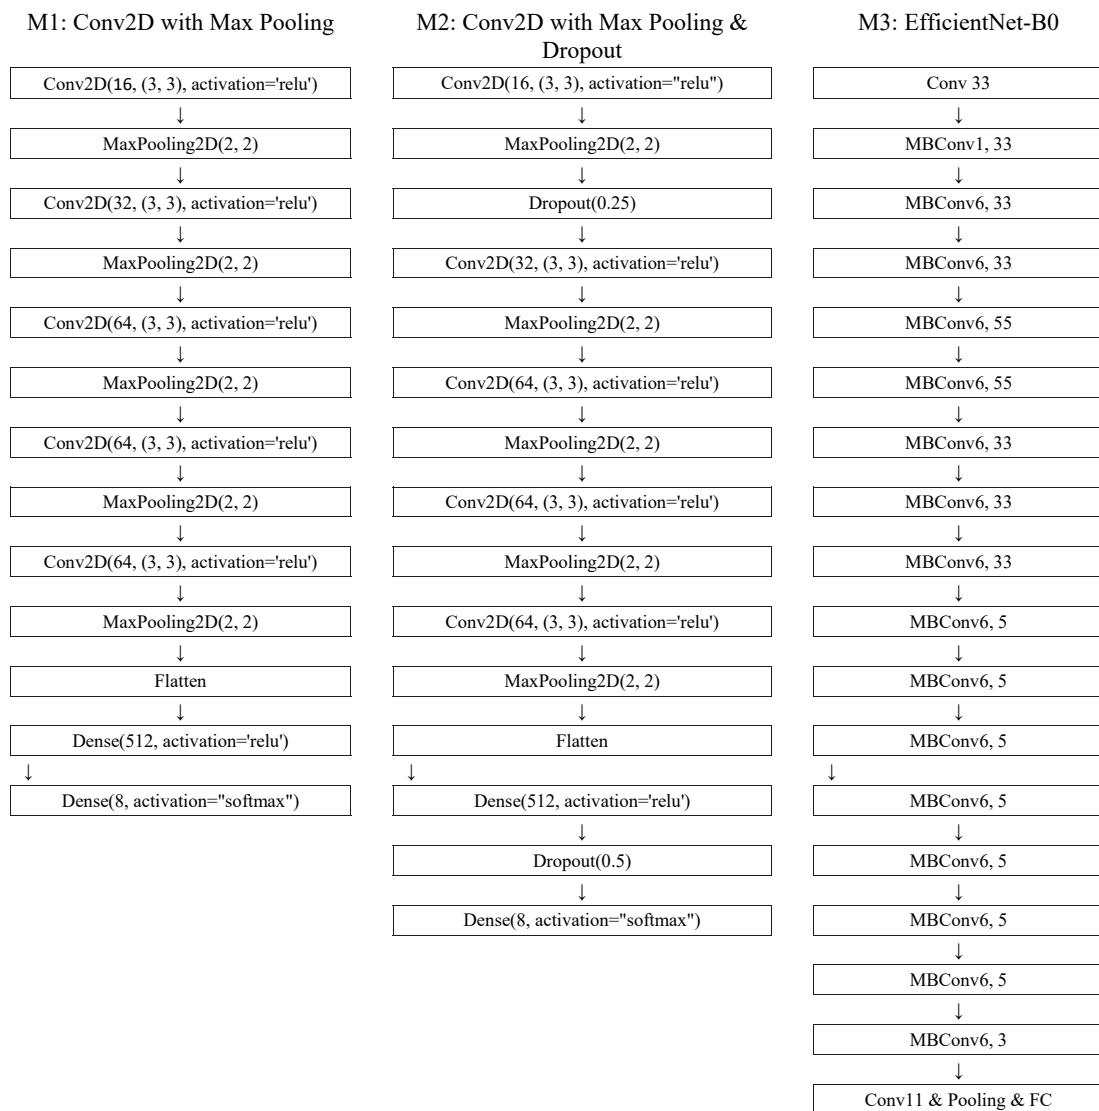 M1: Conv2D with Max Pooling
Conv2D(16, (3, 3), activation='relu')
↓
MaxPooling2D(2, 2)
↓
Conv2D(32, (3, 3), activation='relu')
↓
MaxPooling2D(2, 2)
↓
Conv2D(64, (3, 3), activation='relu')
↓
MaxPooling2D(2, 2)
↓
Conv2D(64, (3, 3), activation='relu')
↓
MaxPooling2D(2, 2)
↓
Conv2D(64, (3, 3), activation='relu')
↓
MaxPooling2D(2, 2)
↓
Flatten
↓
Dense(512, activation='relu')
↓
Dense(8, activation="softmax")
M2: Conv2D with Max Pooling &
Dropout
Conv2D(16, (3, 3), activation="relu")
↓
MaxPooling2D(2, 2)
↓
Dropout(0.25)
↓
Conv2D(32, (3, 3), activation='relu')
↓
MaxPooling2D(2, 2)
↓
Conv2D(64, (3, 3), activation='relu')
↓
MaxPooling2D(2, 2)
↓
Conv2D(64, (3, 3), activation='relu')
↓
MaxPooling2D(2, 2)
↓
Conv2D(64, (3, 3), activation='relu')
↓
MaxPooling2D(2, 2)
↓
Flatten
↓
Dense(512, activation='relu')
↓
Dropout(0.5)
↓
Dense(8, activation="softmax")
M3: EfficientNet-B0
Conv 33
↓
MBConv1, 33
↓
MBConv6, 33
↓
MBConv6, 33
↓
MBConv6, 55
↓
MBConv6, 55
↓
MBConv6, 33
↓
MBConv6, 33
↓
MBConv6, 33
↓
MBConv6, 5
↓
MBConv6, 5
↓
MBConv6, 5
↓
MBConv6, 5
↓
MBConv6, 5
↓
MBConv6, 5
↓
MBConv6, 5
↓
MBConv6, 3
↓
Conv11 & Pooling & FC